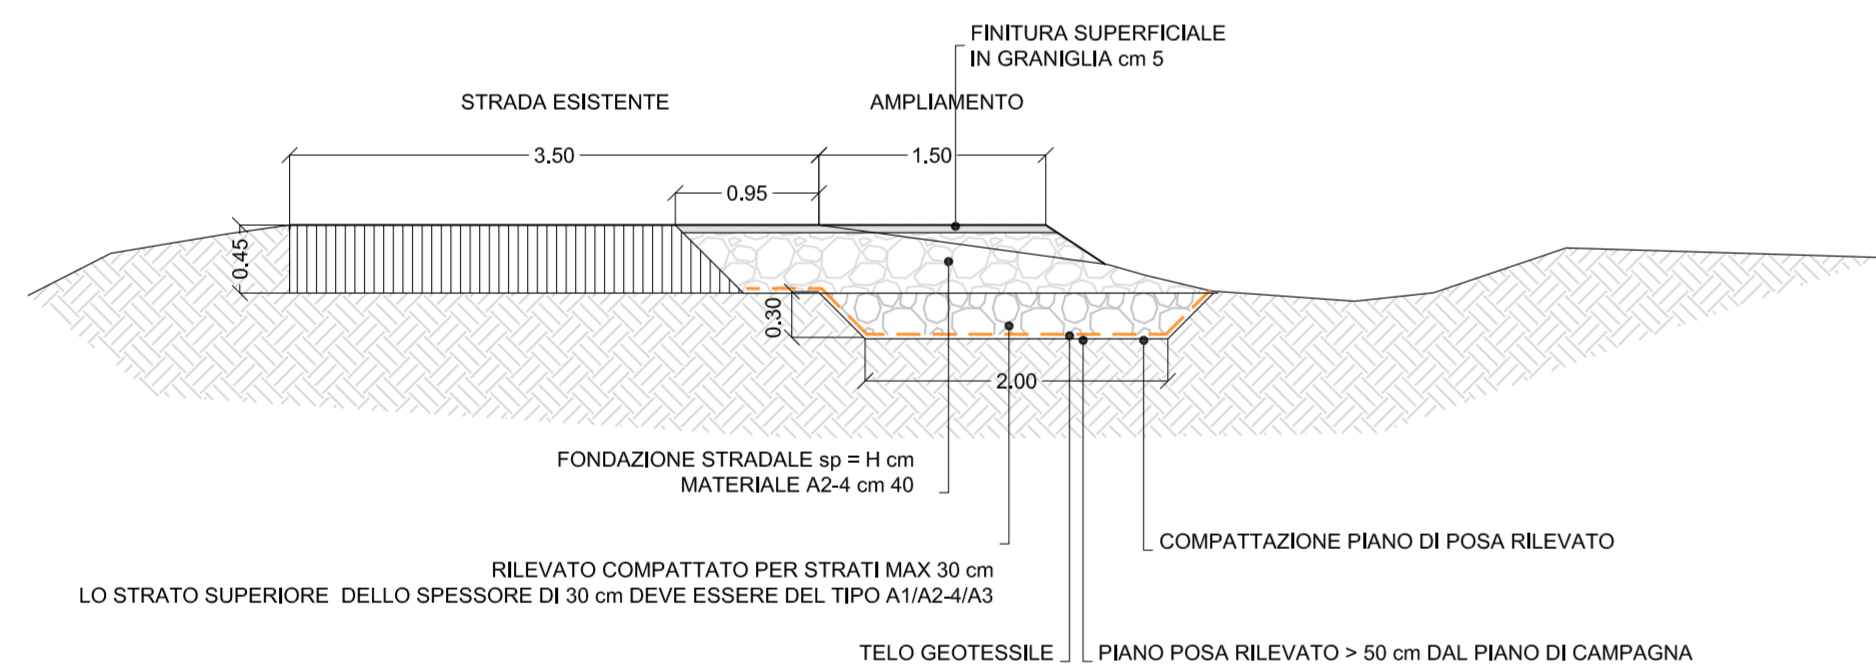 FINITURA SUPERFICIALE
IN GRANIGLIA cm 5
STRADA ESISTENTE
AMPLIAMENTO
3.50
1.50
0.95
0.45
0.30
2.00
FONDAZIONE STRADALE sp = H cm
MATERIALE A2-4 cm 40
COMPATTAZIONE PIANO DI POSA RILEVATO
RILEVATO COMPATTATO PER STRATI MAX 30 cm
LO STRATO SUPERIORE DELLO SPESSORE DI 30 cm DEVE ESSERE DEL TIPO A1/A2-4/A3
TELO GEOTESSILE
PIANO POSA RILEVATO > 50 cm DAL PIANO DI CAMPAGNA